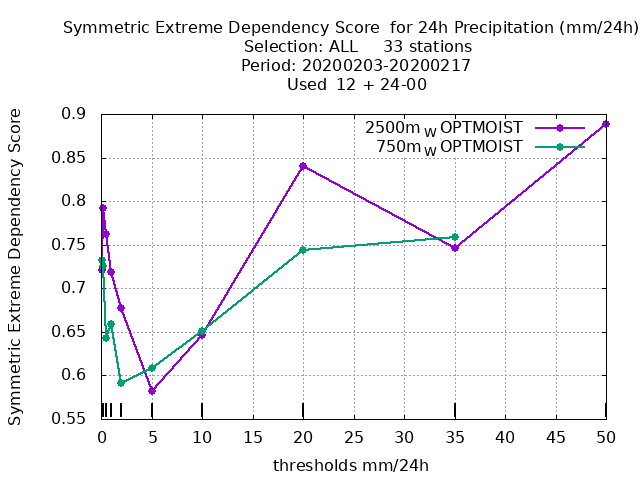 Symmetric Extreme Dependency Score  for 24h Precipitation (mm/24h)
Selection: ALL     33 stations
Period: 20200203-20200217
Used  12 + 24-00
Symmetric Extreme Dependency Score
0.9
0.85
0.8
0.75
0.7
0.65
0.6
0.55
2500m W OPTMOIST
750m W OPTMOIST
0 5 10 15 20 25 30 35 40 45 50
thresholds mm/24h